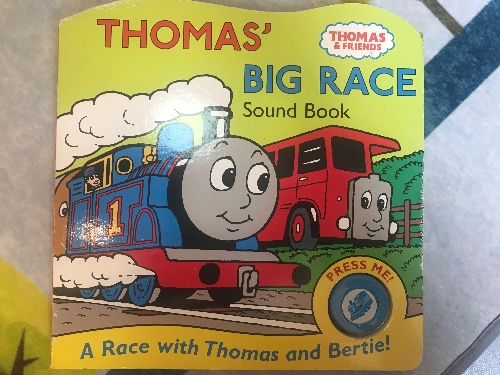 THOMAS'
THOMAS
& FRIENDS
BIG RACE
Sound Book
1
PRESS ME!
A Race with Thomas and Bertie!